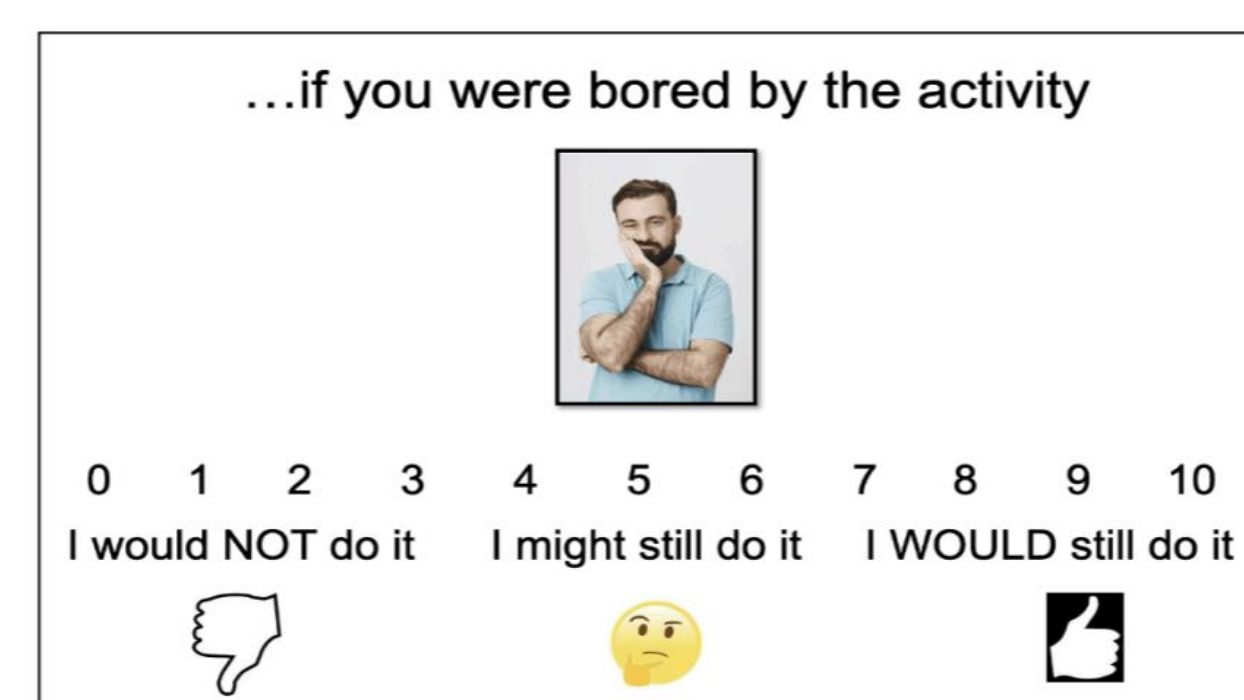 …if you were bored by the activity
0 1 2 3 4 5 6 7 8 9 10
I would NOT do it I might still do it I WOULD still do it